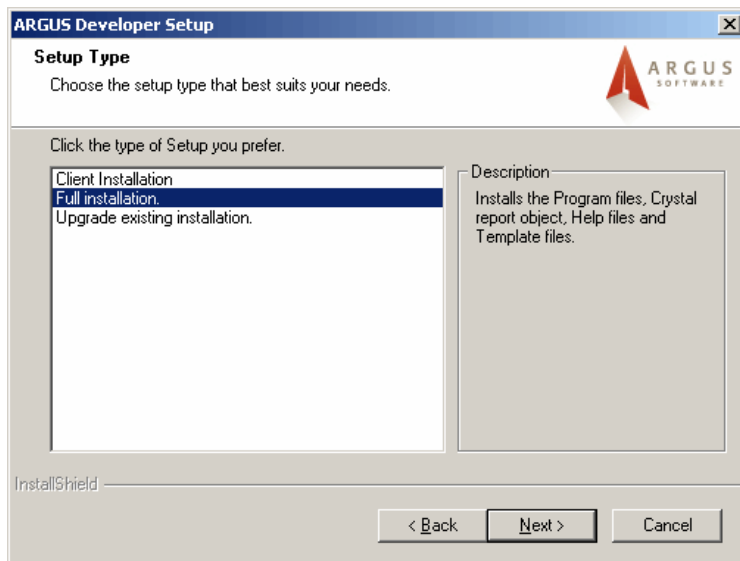 ARGUS Developer Setup
Setup Type
Choose the setup type that best suits your needs.
ARGUS
SOFTWARE
Click the type of Setup you prefer.
Client Installation
Full installation.
Upgrade existing installation.
Description
Installs the Program files, Crystal
report object, Help files and
Template files.
InstallShield
< Back
Next >
Cancel